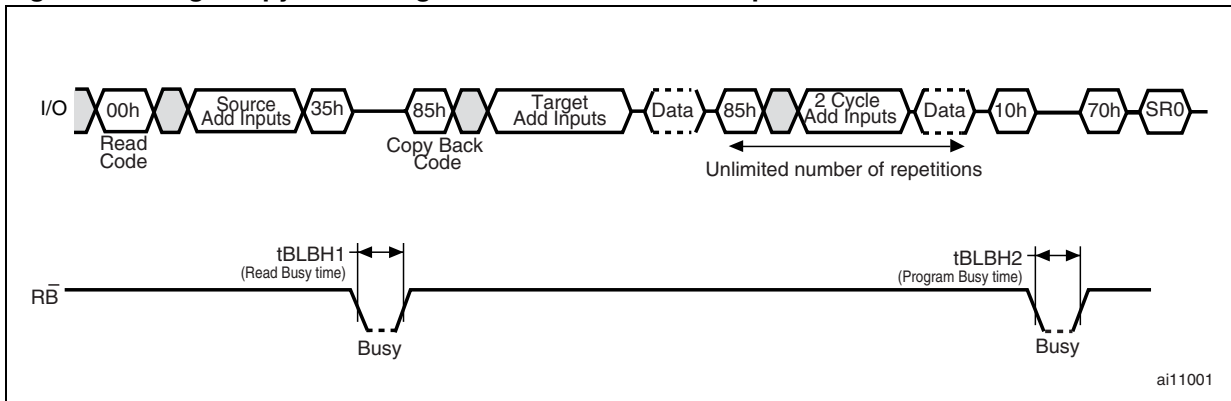 I/O 00h Source Add Inputs 35h 85h Target Add Inputs Data 85h 2 Cycle Add Inputs Data 10h 70h SR0
Read Code
Copy Back Code
Unlimited number of repetitions
tBLBH1
(Read Busy time)
tBLBH2
(Program Busy time)
RB̅
Busy
Busy
ai11001